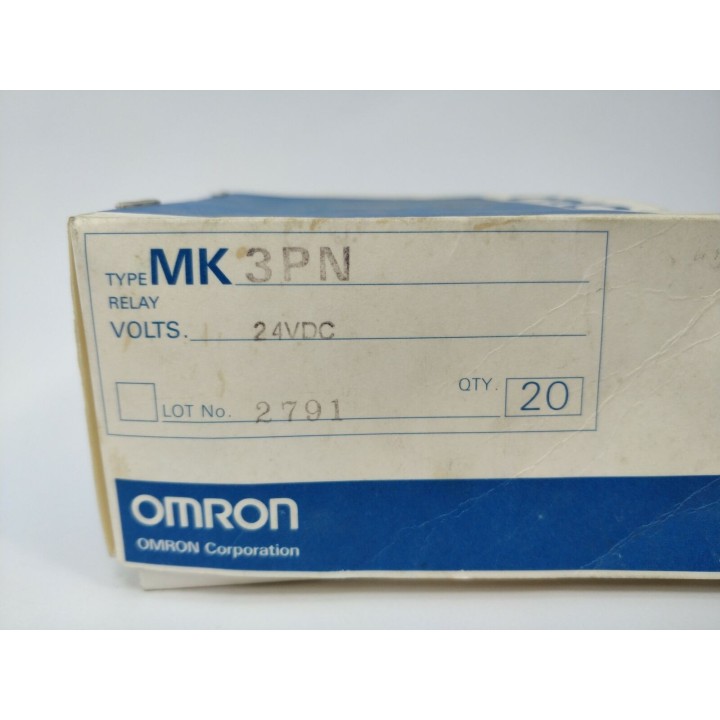 TYPE MK 3PN
RELAY
VOLTS. 24VDC
QTY. 20
LOT No. 2791
OMRON
OMRON Corporation